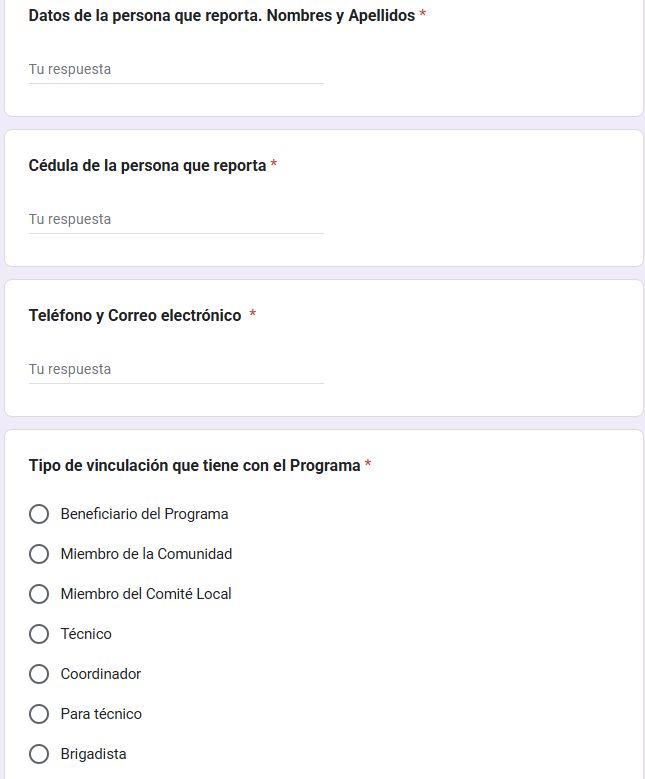 Datos de la persona que reporta. Nombres y Apellidos *
Tu respuesta
Cédula de la persona que reporta *
Tu respuesta
Teléfono y Correo electrónico *
Tu respuesta
Tipo de vinculación que tiene con el Programa *
Beneficiario del Programa
Miembro de la Comunidad
Miembro del Comité Local
Técnico
Coordinador
Para técnico
Brigadista